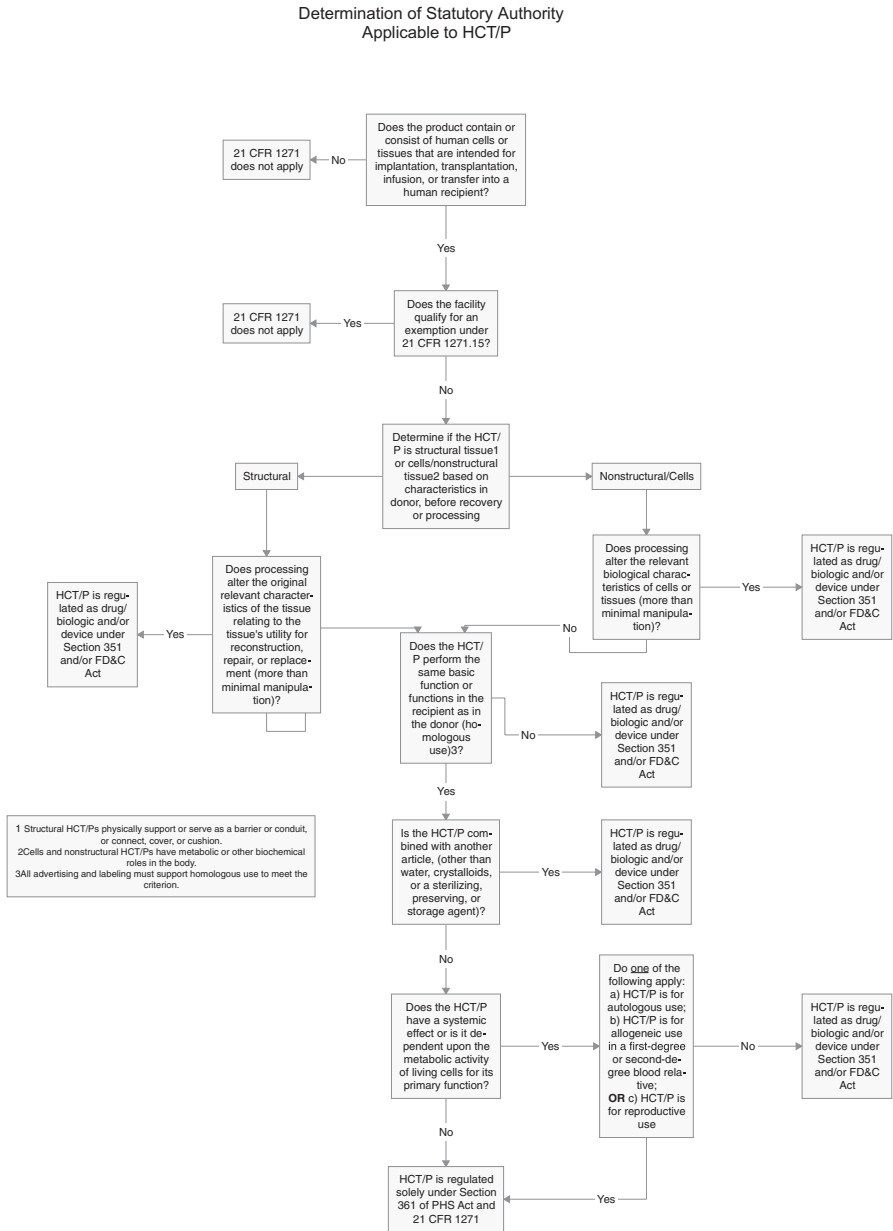 Determination of Statutory Authority
Applicable to HCT/P
Does the product contain or
consist of human cells or
tissues that are intended for
implantation, transplantation,
infusion, or transfer into a
human recipient?
No
21 CFR 1271
does not apply
Yes
Does the facility
qualify for an
exemption under
21 CFR 1271.15?
Yes
21 CFR 1271
does not apply
No
Determine if the HCT/
P is structural tissue1
or cells/nonstructural
tissue2 based on
characteristics in
donor, before recovery
or processing
Structural
Nonstructural/Cells
Does processing
alter the original
relevant character-
istics of the tissue
relating to the
tissue's utility for
reconstruction,
repair, or replace-
ment (more than
minimal manipula-
tion)?
Yes
HCT/P is regu-
lated as drug/
biologic and/or
device under
Section 351
and/or FD&C
Act
Does processing
alter the relevant
biological charac-
teristics of cells or
tissues (more than
minimal manipula-
tion)?
Yes
HCT/P is regu-
lated as drug/
biologic and/or
device under
Section 351
and/or FD&C
Act
No
Does the HCT/
P perform the
same basic
function or
functions in the
recipient as in
the donor (ho-
mologous
use)3?
No
HCT/P is regu-
lated as drug/
biologic and/or
device under
Section 351
and/or FD&C
Act
Yes
1 Structural HCT/Ps physically support or serve as a barrier or conduit,
or connect, cover, or cushion.
2Cells and nonstructural HCT/Ps have metabolic or other biochemical
roles in the body.
3All advertising and labeling must support homologous use to meet the
criterion.
Is the HCT/P com-
bined with another
article, (other than
water, crystalloids,
or a sterilizing,
preserving, or
storage agent)?
Yes
HCT/P is regu-
lated as drug/
biologic and/or
device under
Section 351
and/or FD&C
Act
No
Does the HCT/P
have a systemic
effect or is it de-
pendent upon the
metabolic activity
of living cells for its
primary function?
Yes
Do one of the
following apply:
a) HCT/P is for
autologous use;
b) HCT/P is for
allogeneic use
in a first-degree
or second-de-
gree blood rela-
tive;
OR c) HCT/P is
for reproductive
use
No
HCT/P is regu-
lated as drug/
biologic and/or
device under
Section 351
and/or FD&C
Act
No
Yes
HCT/P is regulated
solely under Section
361 of PHS Act and
21 CFR 1271